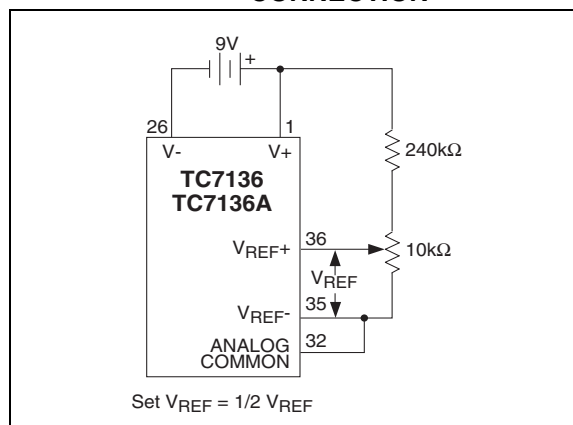 CONNECTION
9V
+
26
1
V-
V+
240kΩ
TC7136
TC7136A
36
VREF+
10kΩ
VREF
35
VREF-
32
ANALOG
COMMON
Set VREF = 1/2 VREF